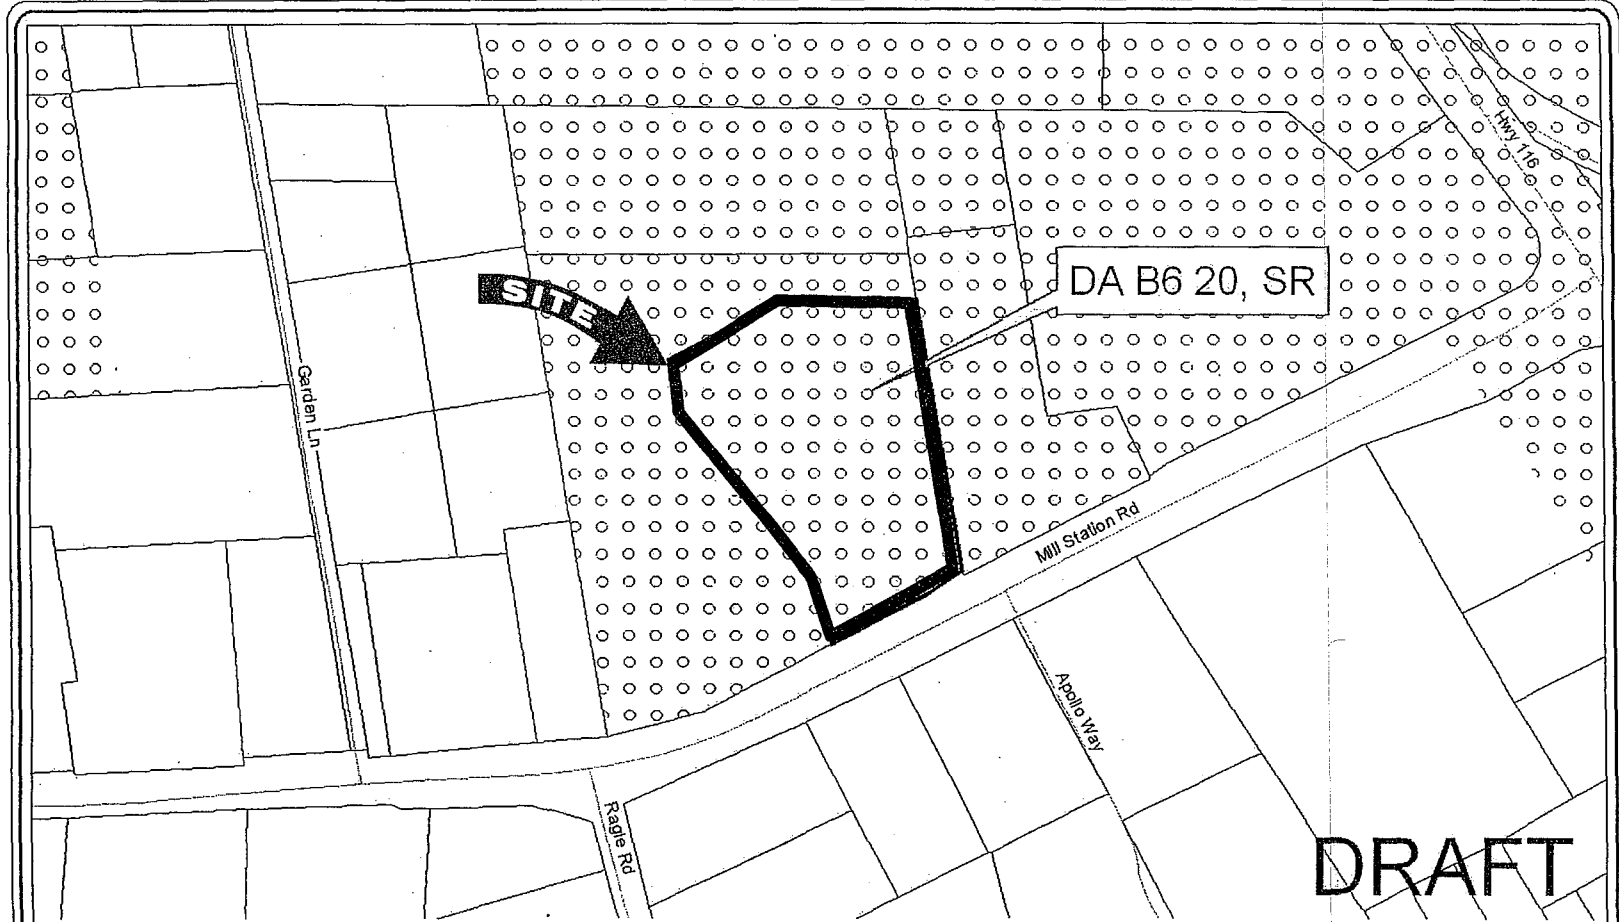 Hwy 116
SITE
DA B6 20, SR
Garden Ln
Mill Station Rd
Apollo Way
Ragle Rd
DRAFT